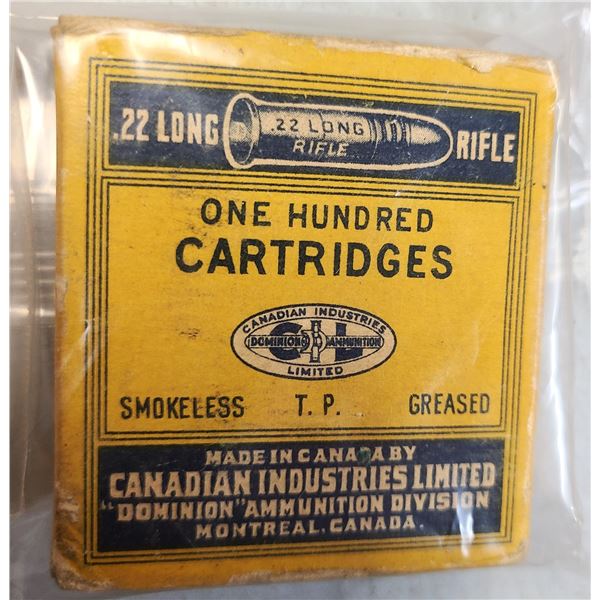 .22 LONG RIFLE
.22 LONG
RIFLE
ONE HUNDRED
CARTRIDGES
CANADIAN INDUSTRIES
CIL
DOMINION AMMUNITION
LIMITED
SMOKELESS T. P. GREASED
MADE IN CANADA BY
CANADIAN INDUSTRIES LIMITED
"DOMINION" AMMUNITION DIVISION
MONTREAL, CANADA.